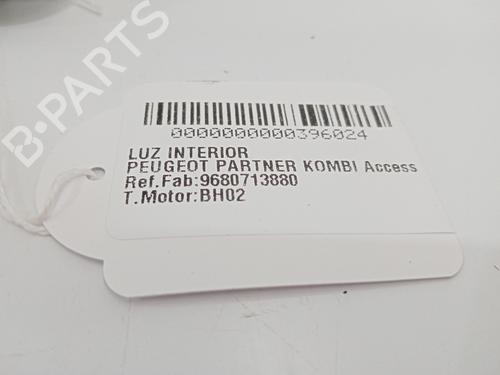 B-PARTS
0000000000396024
LUZ INTERIOR
PEUGEOT PARTNER KOMBI Access
Ref.Fab:9680713880
T.Motor:BH02